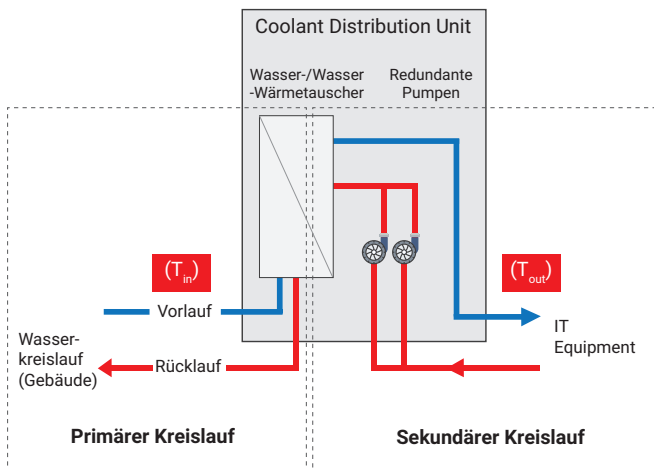 Coolant Distribution Unit
Wasser-/Wasser
-Wärmetauscher
Redundante
Pumpen
(Tin)
(Tout)
Vorlauf
IT
Equipment
Wasser-
kreislauf
(Gebäude)
Rücklauf
Primärer Kreislauf
Sekundärer Kreislauf